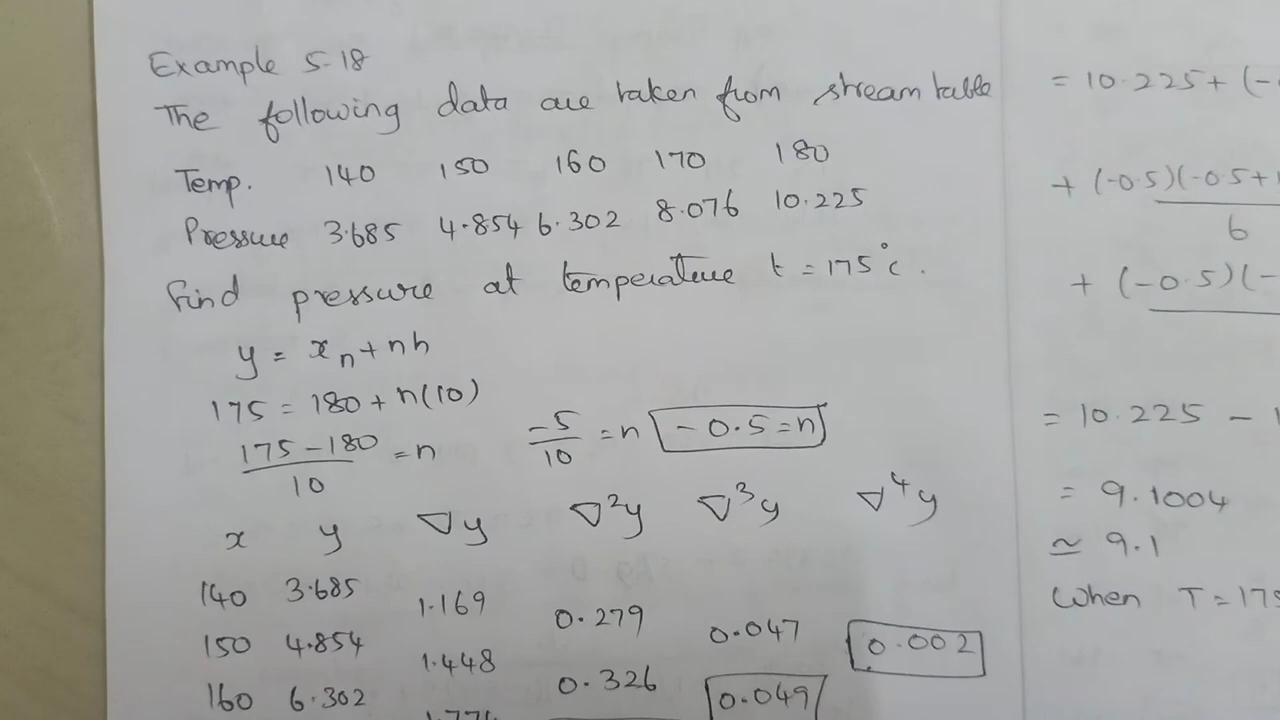 Example 5.18
The following data are taken from stream table
Temp. 140 150 160 170 180
Pressure 3.685 4.854 6.302 8.076 10.225
Find pressure at temperature t = 175°c.
y = xn + nh
175 = 180 + n(10)
175 - 180 / 10 = n -5 / 10 = n -0.5 = n
x y ∇y ∇²y ∇³y ∇⁴y
140 3.685
1.169
0.279
150 4.854
0.047
0.002
1.448
0.326
160 6.302
0.049
= 10.225 + (-
+ (-0.5)(-0.5+
6
+ (-0.5)(-
= 10.225 -
= 9.1004
≃ 9.1
When T = 17